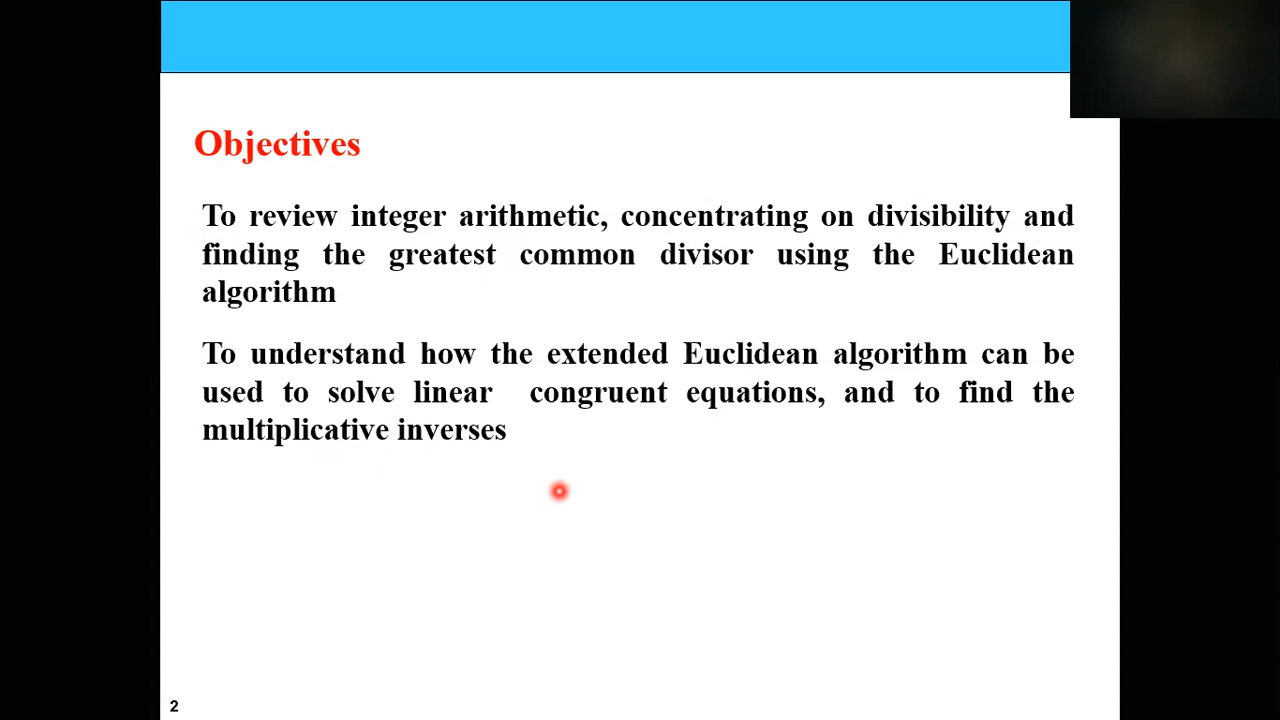 Objectives
To review integer arithmetic, concentrating on divisibility and
finding the greatest common divisor using the Euclidean
algorithm
To understand how the extended Euclidean algorithm can be
used to solve linear congruent equations, and to find the
multiplicative inverses
2